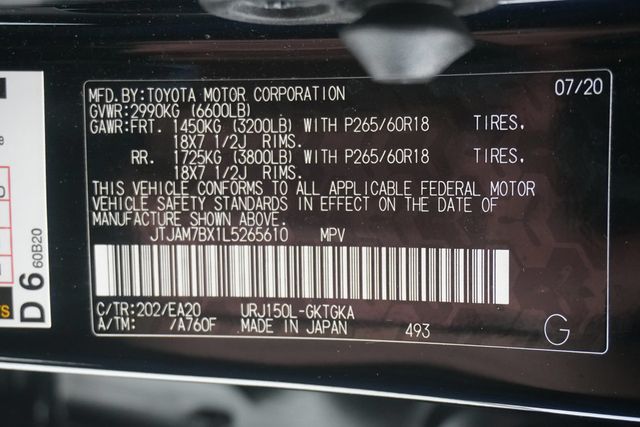 MFD.BY:TOYOTA MOTOR CORPORATION 07/20
GVWR:2990KG (6600LB)
GAWR:FRT. 1450KG (3200LB) WITH P265/60R18 TIRES,
18X7 1/2J RIMS.
RR. 1725KG (3800LB) WITH P265/60R18 TIRES,
18X7 1/2J RIMS.
THIS VEHICLE CONFORMS TO ALL APPLICABLE FEDERAL MOTOR
VEHICLE SAFETY STANDARDS IN EFFECT ON THE DATE OF
MANUFACTURE SHOWN ABOVE.
JTJAM7BX1L5265610 MPV
C/TR:202/EA20 URJ150L-GKTGKA
A/TM: /A760F MADE IN JAPAN 493 G
D6
60B20